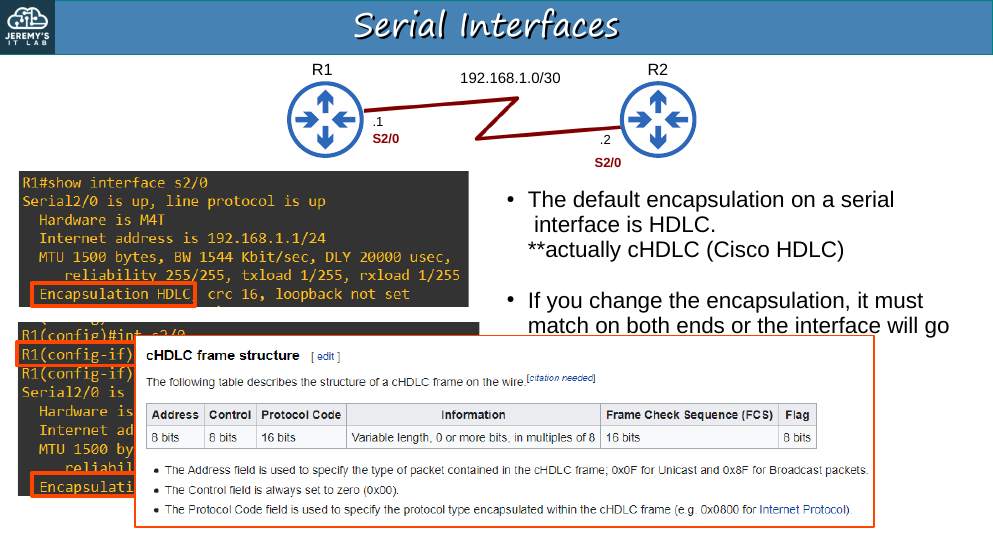 JEREMY'S
IT LAB
Serial Interfaces
R1
R2
192.168.1.0/30
.1
S2/0
.2
S2/0
R1#show interface s2/0
Serial2/0 is up, line protocol is up
Hardware is M4T
Internet address is 192.168.1.1/24
MTU 1500 bytes, BW 1544 Kbit/sec, DLY 20000 usec,
reliability 255/255, txload 1/255, rxload 1/255
Encapsulation HDLC, crc 16, loopback not set
• The default encapsulation on a serial
interface is HDLC.
**actually cHDLC (Cisco HDLC)
• If you change the encapsulation, it must
match on both ends or the interface will go
R1(config)#int s2/0
R1(config-if)
R1(config-if)
Serial2/0 is
Hardware is
Internet ad
MTU 1500 by
reliabil
Encapsulati
cHDLC frame structure [ edit ]
The following table describes the structure of a cHDLC frame on the wire.[citation needed]
Address Control Protocol Code Information Frame Check Sequence (FCS) Flag
8 bits 8 bits 16 bits Variable length, 0 or more bits, in multiples of 8 16 bits 8 bits
• The Address field is used to specify the type of packet contained in the cHDLC frame; 0x0F for Unicast and 0x8F for Broadcast packets.
• The Control field is always set to zero (0x00).
• The Protocol Code field is used to specify the protocol type encapsulated within the cHDLC frame (e.g. 0x0800 for Internet Protocol).